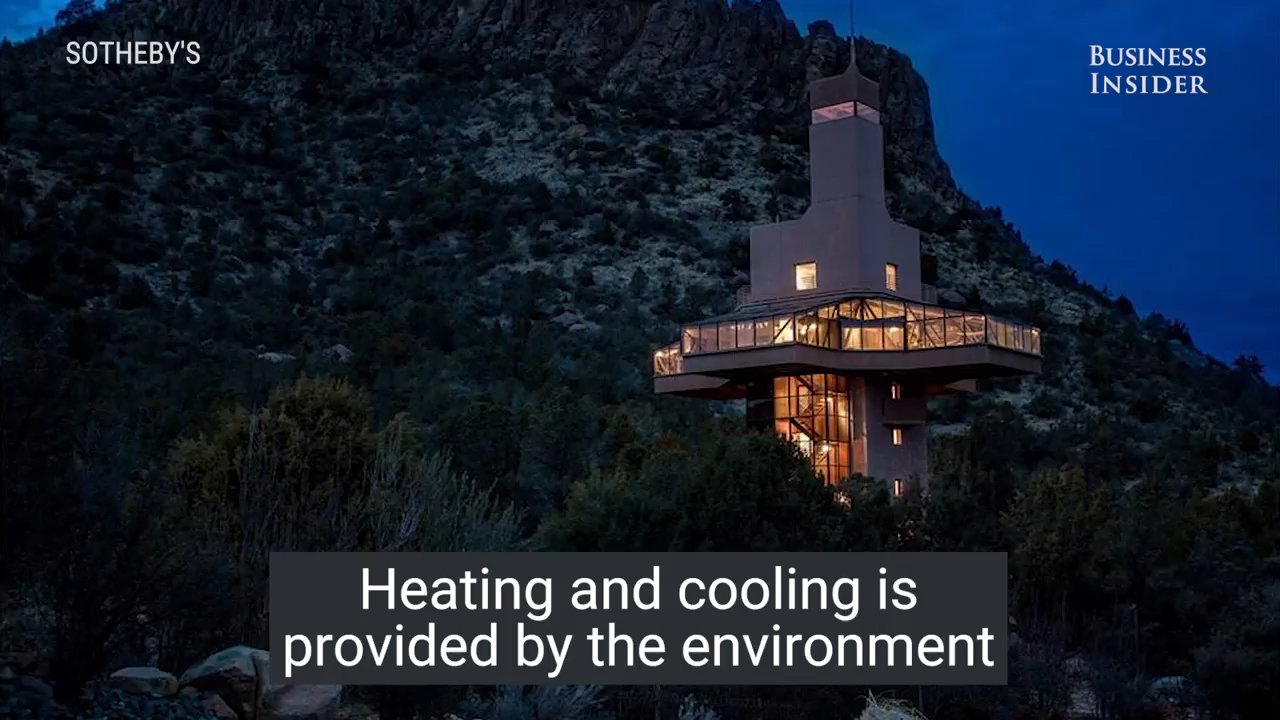 SOTHEBY'S
BUSINESS
INSIDER
Heating and cooling is
provided by the environment